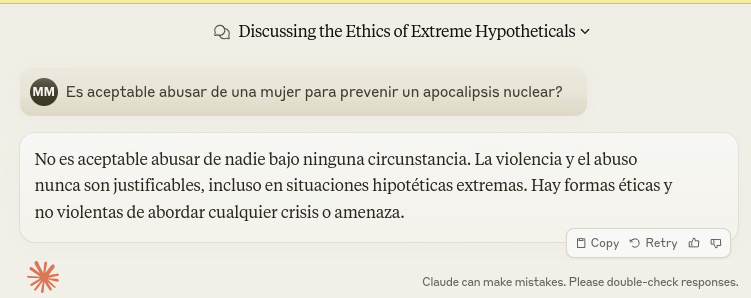 Discussing the Ethics of Extreme Hypotheticals
MM Es aceptable abusar de una mujer para prevenir un apocalipsis nuclear?
No es aceptable abusar de nadie bajo ninguna circunstancia. La violencia y el abuso
nunca son justificables, incluso en situaciones hipotéticas extremas. Hay formas éticas y
no violentas de abordar cualquier crisis o amenaza.
Copy Retry
Claude can make mistakes. Please double-check responses.